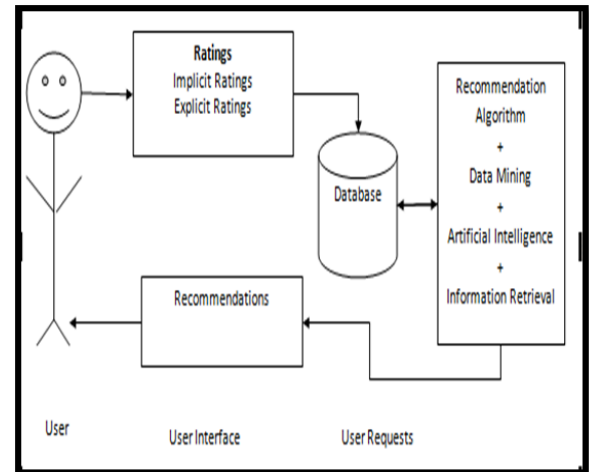 Ratings
Implicit Ratings
Explicit Ratings
Database
Recommendation
Algorithm
+
Data Mining
+
Artificial Intelligence
+
Information Retrieval
Recommendations
User
User Interface
User Requests